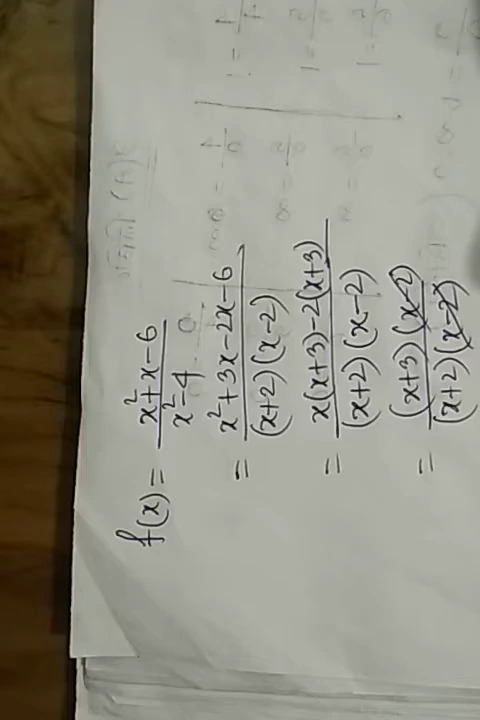 f(x) = (x²+x-6)/(x²-4)
= (x²+3x-2x-6)/((x+2)(x-2))
= (x(x+3)-2(x+3))/((x+2)(x-2))
= ((x+3)(x-2))/((x+2)(x-2))